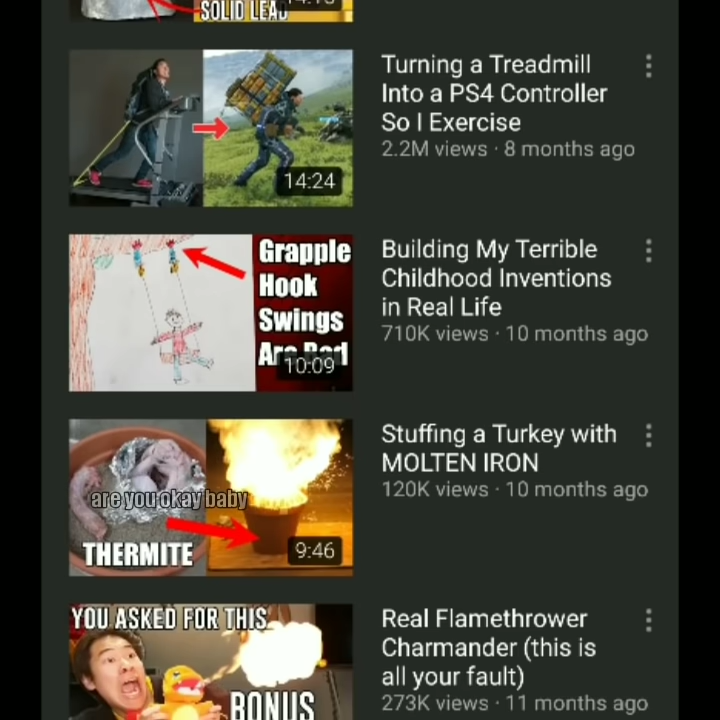 SOLID LEAD
Turning a Treadmill
Into a PS4 Controller
So I Exercise
2.2M views · 8 months ago
14:24
Grapple
Hook
Swings
Are Bad
10:09
Building My Terrible
Childhood Inventions
in Real Life
710K views · 10 months ago
are you okay baby
THERMITE
9:46
Stuffing a Turkey with
MOLTEN IRON
120K views · 10 months ago
YOU ASKED FOR THIS
BONUS
Real Flamethrower
Charmander (this is
all your fault)
273K views · 11 months ago